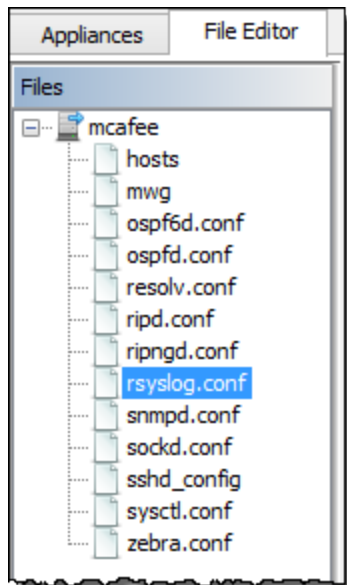 Appliances File Editor
Files
mcafee
hosts
mwg
ospf6d.conf
ospfd.conf
resolv.conf
ripd.conf
ripngd.conf
rsyslog.conf
snmpd.conf
sockd.conf
sshd_config
sysctl.conf
zebra.conf